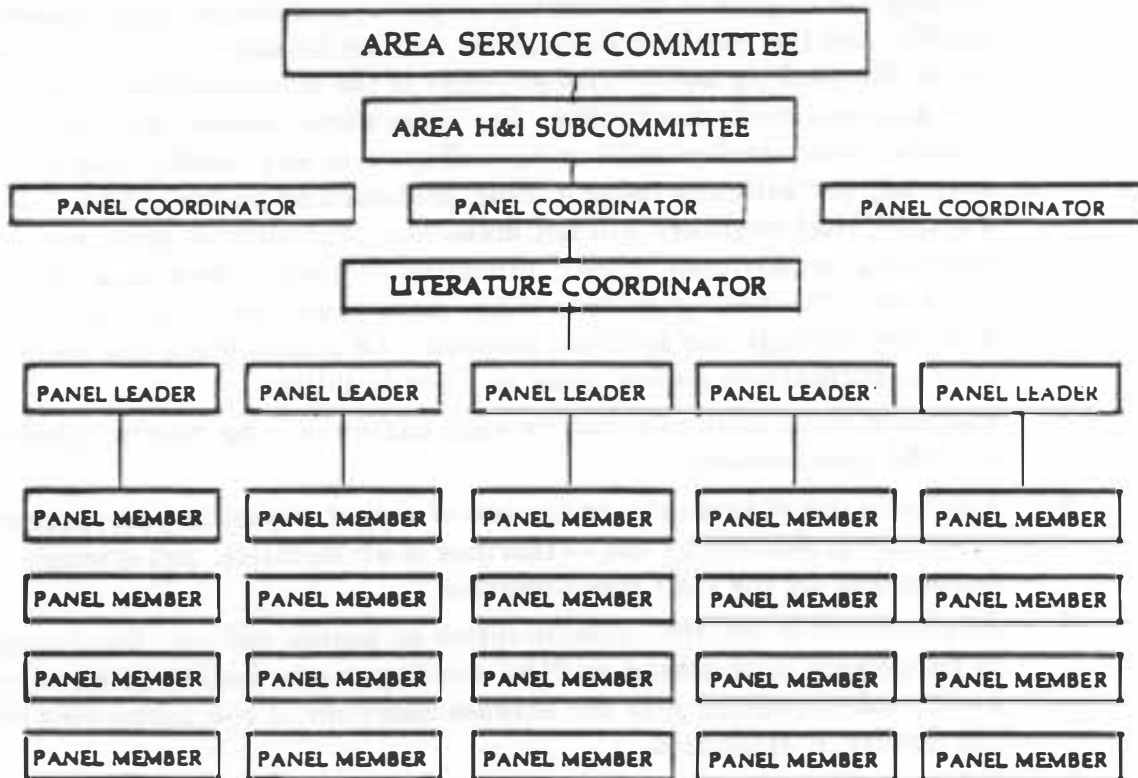 AREA SERVICE COMMITTEE
AREA H&I SUBCOMMITTEE
PANEL COORDINATOR PANEL COORDINATOR PANEL COORDINATOR
LITERATURE COORDINATOR
PANEL LEADER PANEL LEADER PANEL LEADER PANEL LEADER PANEL LEADER
PANEL MEMBER PANEL MEMBER PANEL MEMBER PANEL MEMBER PANEL MEMBER
PANEL MEMBER PANEL MEMBER PANEL MEMBER PANEL MEMBER PANEL MEMBER
PANEL MEMBER PANEL MEMBER PANEL MEMBER PANEL MEMBER PANEL MEMBER
PANEL MEMBER PANEL MEMBER PANEL MEMBER PANEL MEMBER PANEL MEMBER